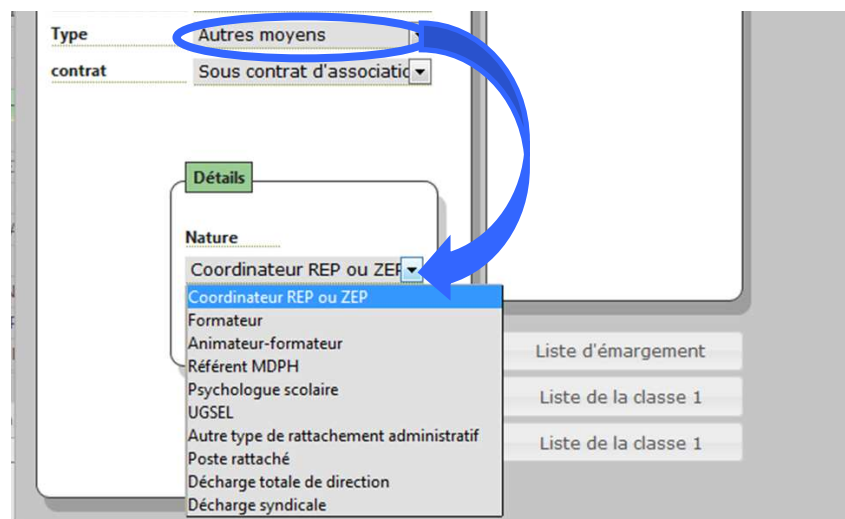 Type
Autres moyens
contrat
Sous contrat d'associatic
Détails
Nature
Coordinateur REP ou ZEP
Coordinateur REP ou ZEP
Formateur
Animateur-formateur
Référent MDPH
Psychologue scolaire
UGSEL
Autre type de rattachement administratif
Poste rattaché
Décharge totale de direction
Décharge syndicale
Liste d'émargement
Liste de la classe 1
Liste de la classe 1